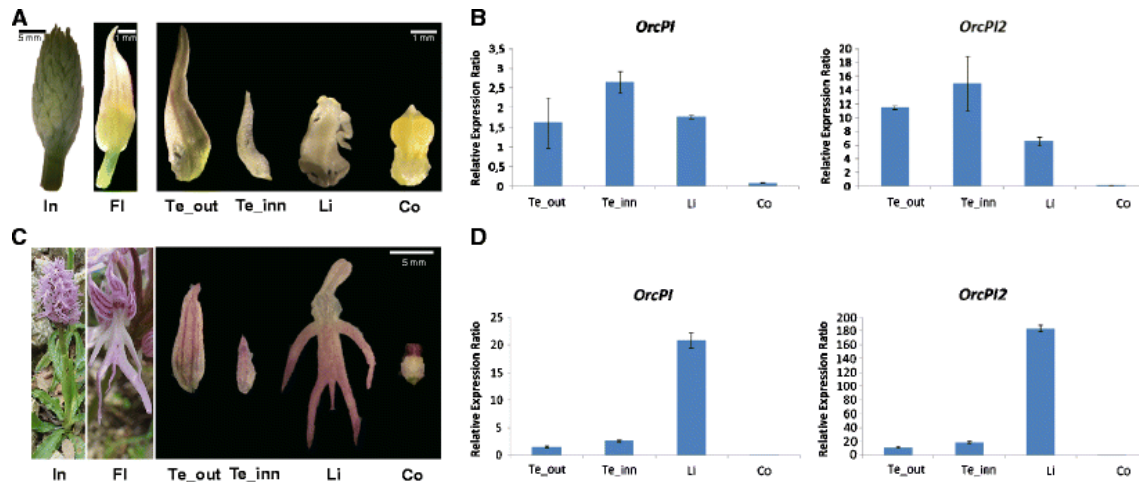 A
5 mm
1 mm
1 mm
In
Fl
Te_out
Te_inn
Li
Co
B
OrcPI
Relative Expression Ratio
3,5
3
2,5
2
1,5
1
0,5
0
Te_out
Te_inn
Li
Co
OrcPI2
Relative Expression Ratio
20
18
16
14
12
10
8
6
4
2
0
Te_out
Te_inn
Li
Co
C
5 mm
In
Fl
Te_out
Te_inn
Li
Co
D
OrcPI
Relative Expression Ratio
25
20
15
10
5
0
Te_out
Te_inn
Li
Co
OrcPI2
Relative Expression Ratio
200
180
160
140
120
100
80
60
40
20
0
Te_out
Te_inn
Li
Co